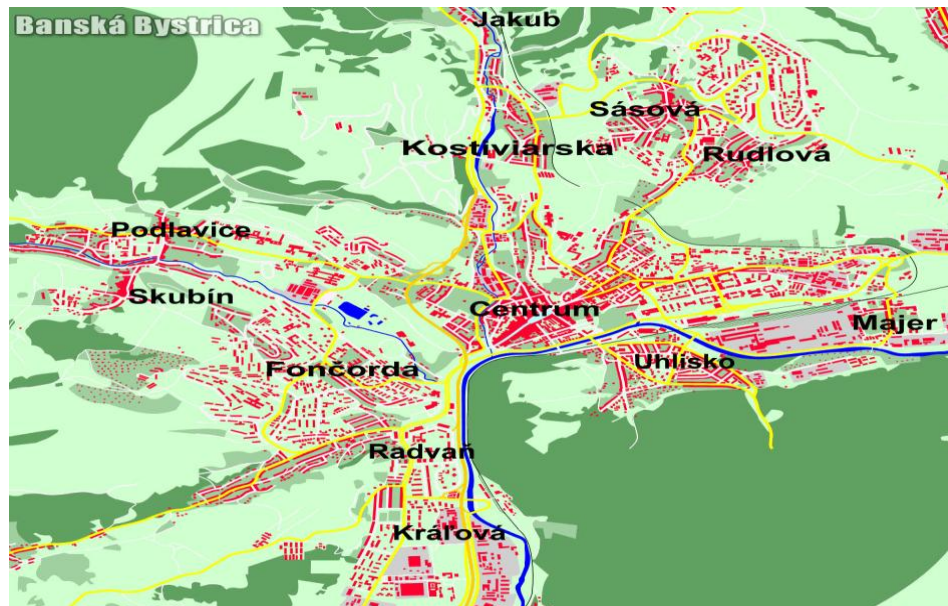 Banská Bystrica
Jakub
Sásová
Kostiviarska
Rudlová
Podlavice
Skubín
Centrum
Majer
Uhlisko
Fončorda
Radvaň
Kráľová